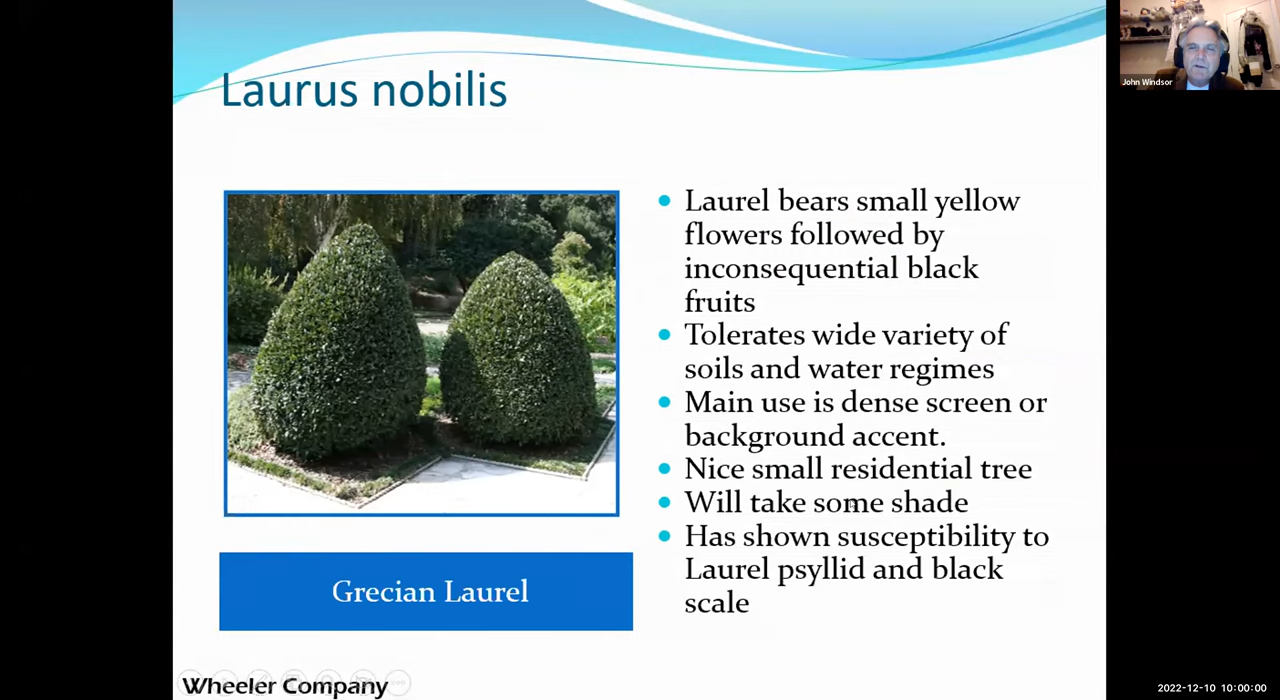 Laurus nobilis
John Windsor
Laurel bears small yellow
flowers followed by
inconsequential black
fruits
Tolerates wide variety of
soils and water regimes
Main use is dense screen or
background accent.
Nice small residential tree
Will take some shade
Has shown susceptibility to
Laurel psyllid and black
scale
Grecian Laurel
Wheeler Company
2022-12-10 10:00:00